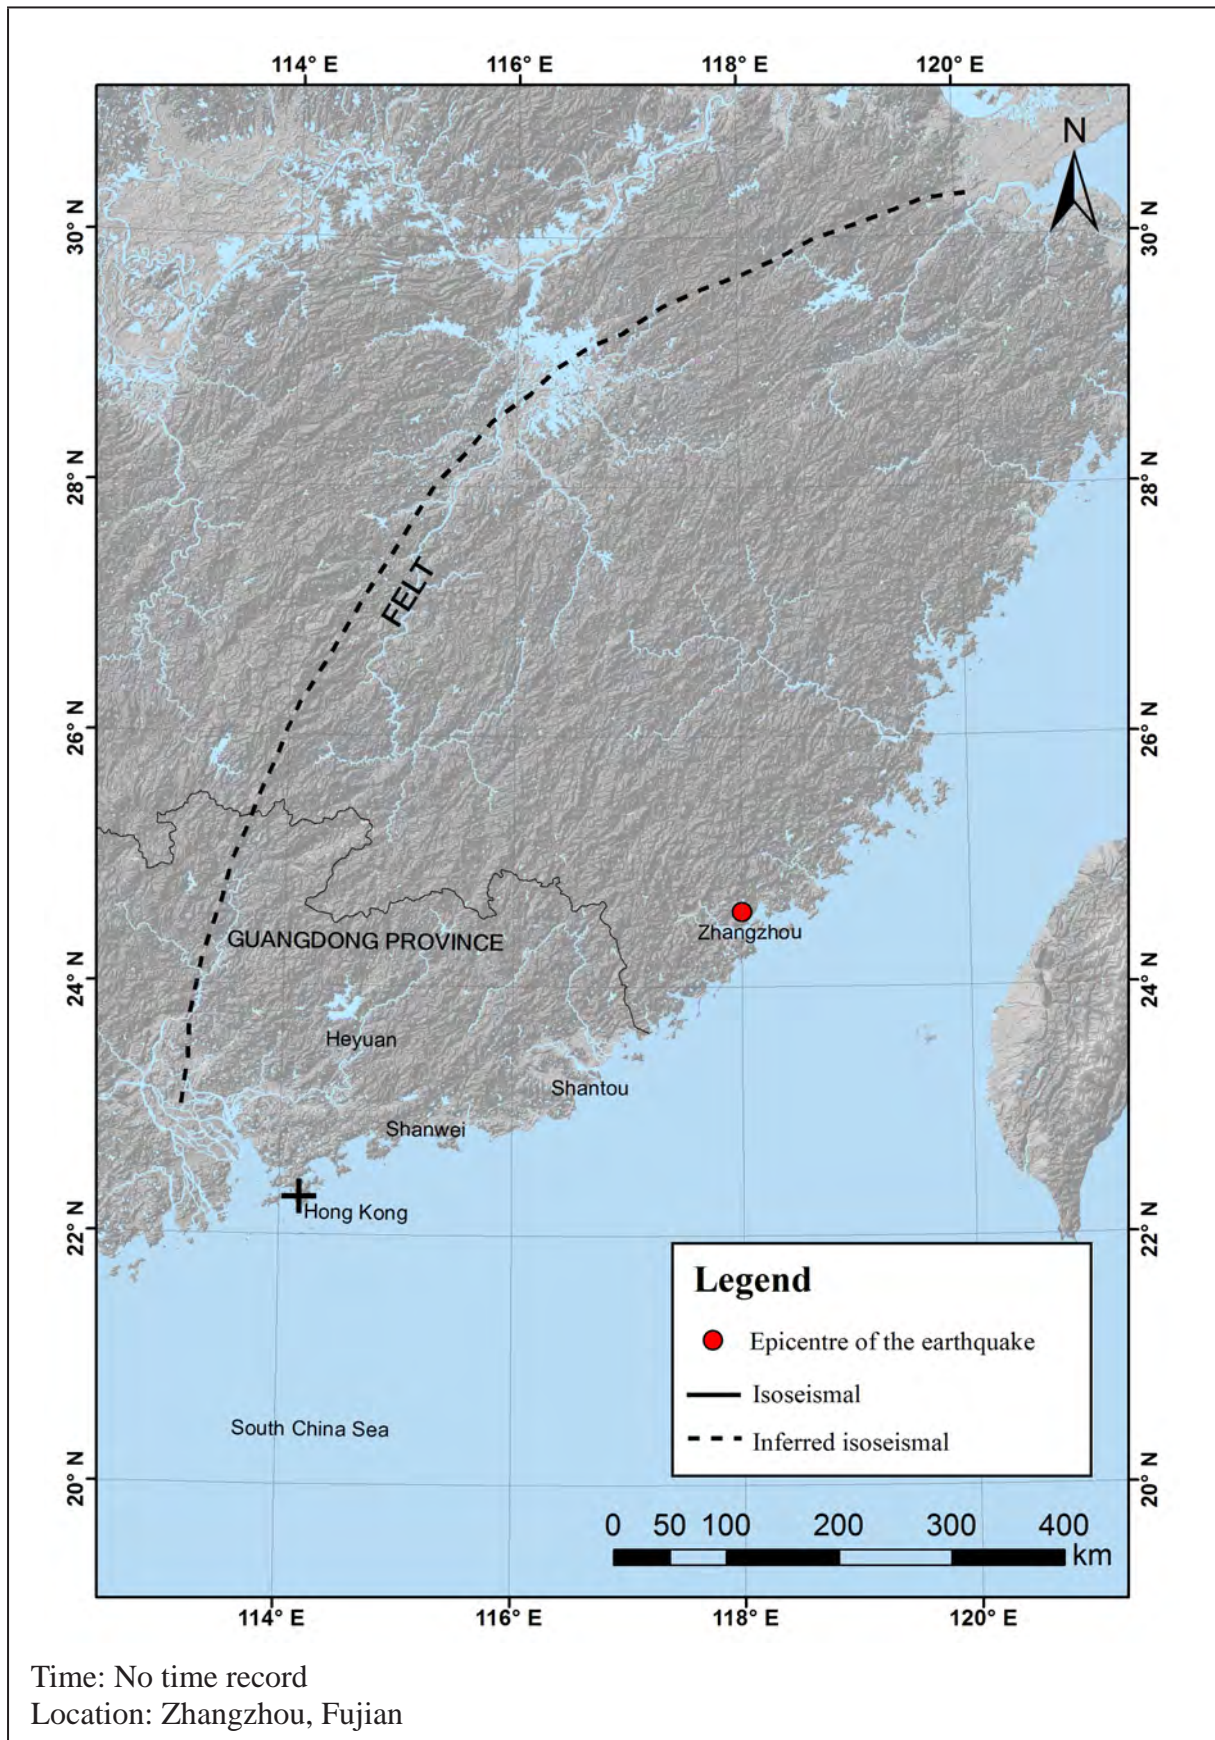 114° E 116° E 118° E 120° E
N
30° N 30° N
28° N 28° N
FELT
26° N 26° N
Zhangzhou
GUANGDONG PROVINCE
24° N 24° N
Heyuan
Shantou
Shanwei
Hong Kong
22° N 22° N
Legend
Epicentre of the earthquake
Isoseismal
South China Sea
Inferred isoseismal
20° N 20° N
0 50 100 200 300 400
km
114° E 116° E 118° E 120° E
Time: No time record
Location: Zhangzhou, Fujian